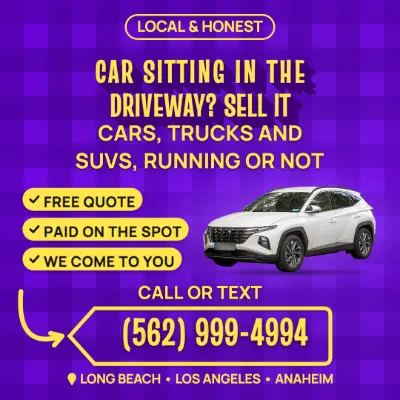 LOCAL & HONEST
CAR SITTING IN THE
DRIVEWAY? SELL IT
CARS, TRUCKS AND
SUVS, RUNNING OR NOT
✓ FREE QUOTE
✓ PAID ON THE SPOT
✓ WE COME TO YOU
CALL OR TEXT
(562) 999-4994
LONG BEACH • LOS ANGELES • ANAHEIM